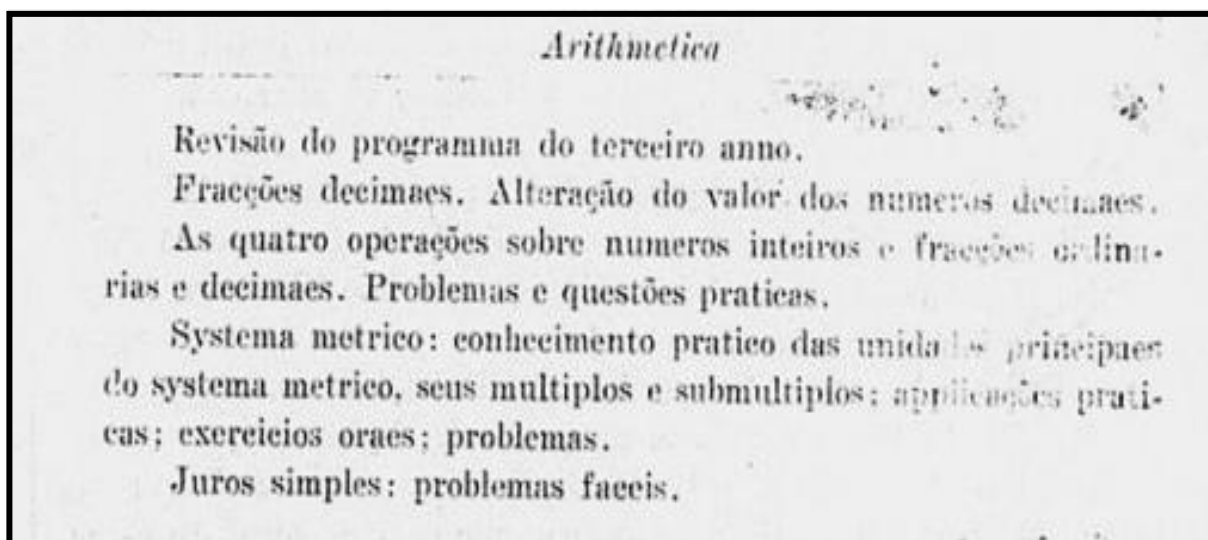 Arithmetica
Revisão do programma do terceiro anno.
Fracções decimaes. Alteração do valor dos numeros decimaes.
As quatro operações sobre numeros inteiros e fracções ordina-
rias e decimaes. Problemas e questões praticas.
Systema metrico: conhecimento pratico das unidades principaes
do systema metrico, seus multiplos e submultiplos; applicações prati-
cas; exercicios oraes; problemas.
Juros simples: problemas faceis.